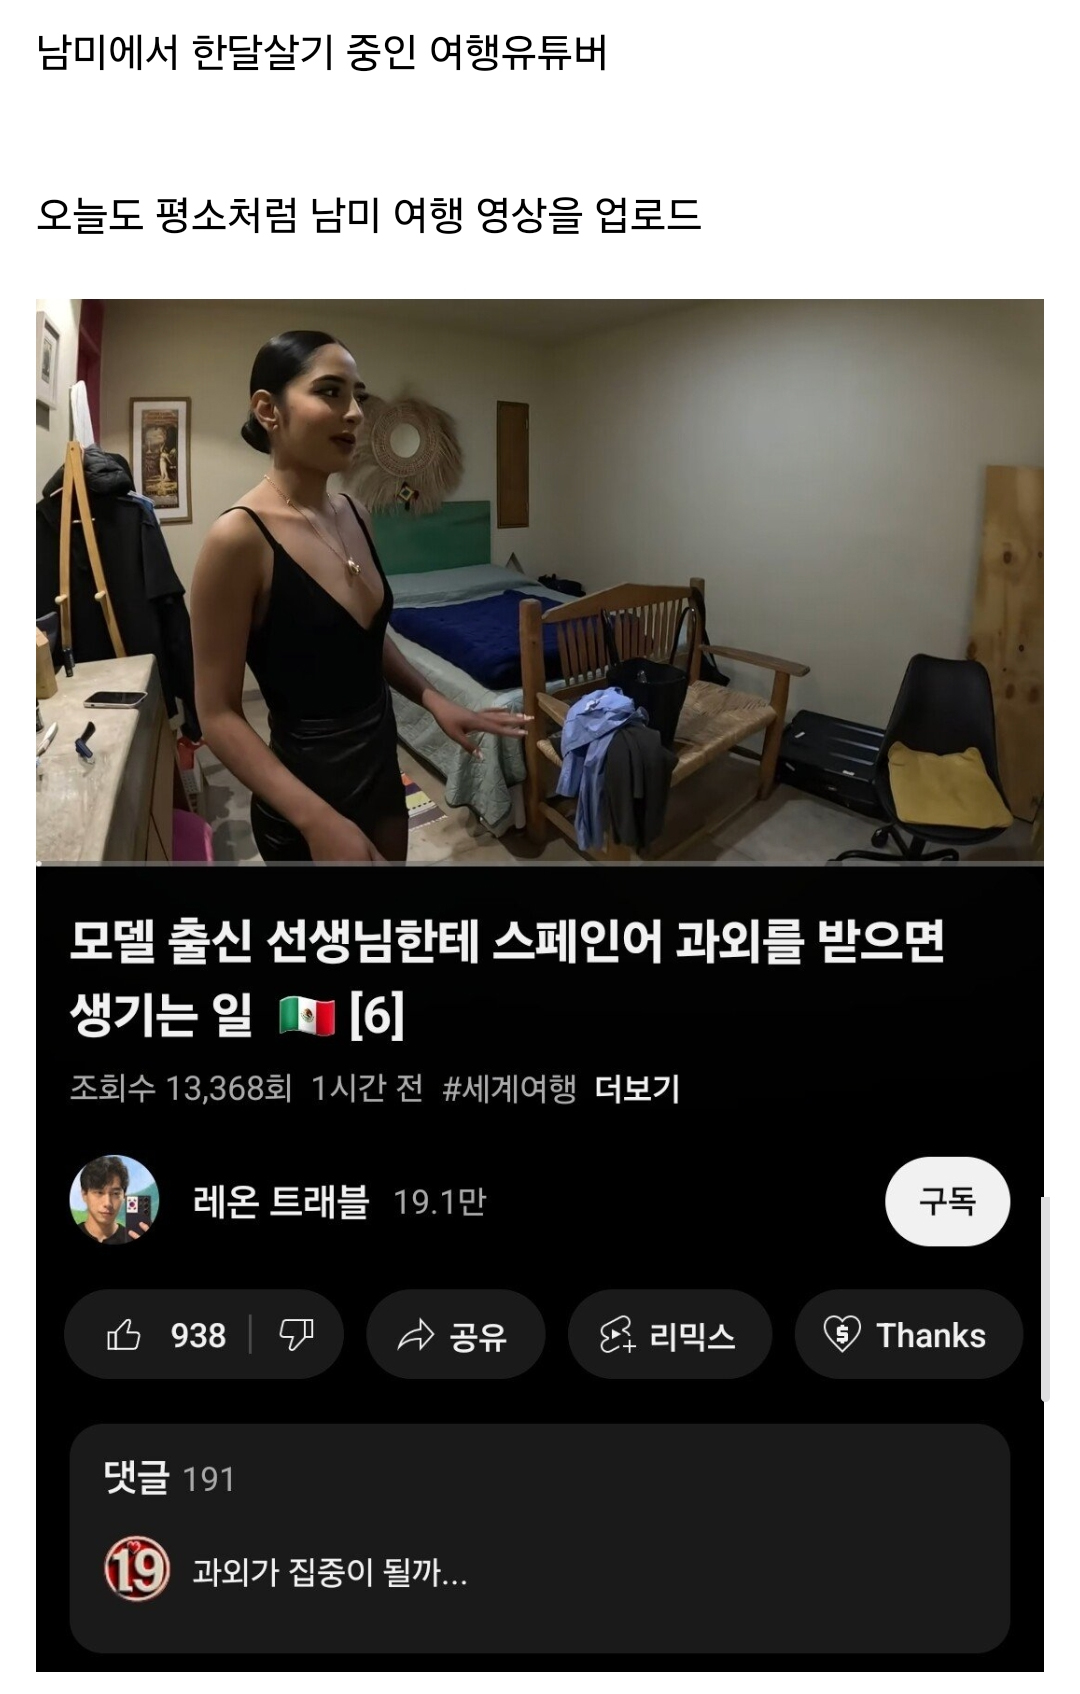 남미에서 한달살기 중인 여행유튜버
오늘도 평소처럼 남미 여행 영상을 업로드
모델 출신 선생님한테 스페인어 과외를 받으면
생기는 일 🇲🇽 [6]
조회수 13,368회 1시간 전 #세계여행 더보기
레온 트래블 19.1만 구독
938 공유 리믹스 Thanks
댓글 191
19 과외가 집중이 될까...